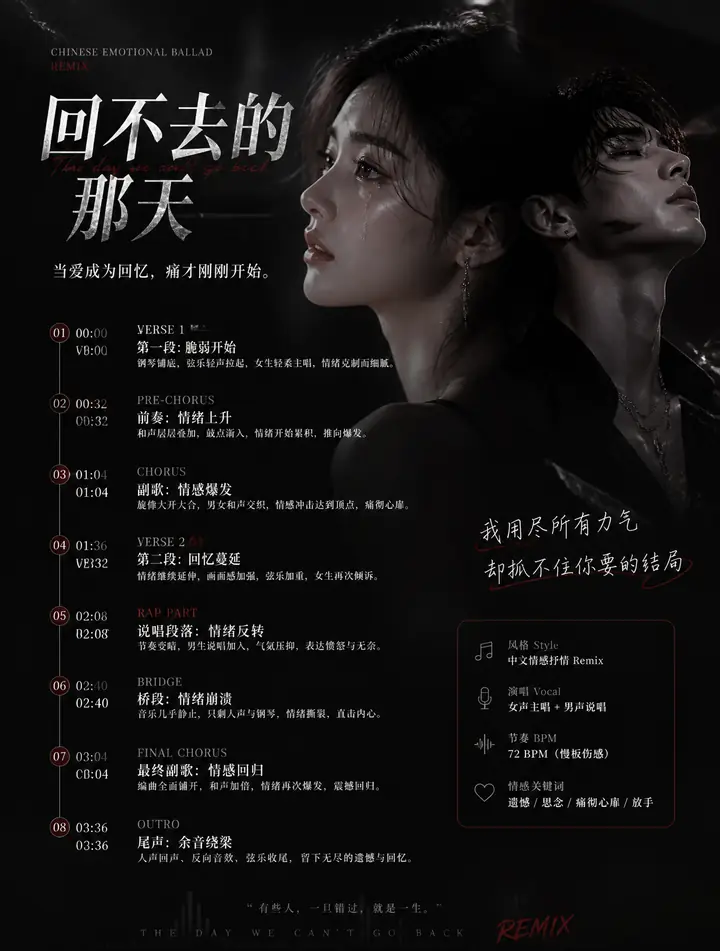 CHINESE EMOTIONAL BALLAD
REMIX
回不去的
那天
当爱成为回忆，痛才刚刚开始。
01 00:00
VB:00
VERSE 1
第一段: 脆弱开始
钢琴铺底，弦乐轻声拉起，女生轻柔主唱，情绪克制而细腻。
02 00:32
00:32
PRE-CHORUS
前奏：情绪上升
和声层层叠加，鼓点渐入，情绪开始累积，推向爆发。
03 01:04
01:04
CHORUS
副歌：情感爆发
旋律大开大合，男女和声交织，情感冲击达到顶点，痛彻心扉。
04 01:36
VE:32
VERSE 2
第二段: 回忆蔓延
情绪继续延伸，画面感加强，弦乐加重，女生再次倾诉。
05 02:08
02:08
RAP PART
说唱段落：情绪反转
节奏变暗，男生说唱加入，气氛压抑，表达愤怒与无奈。
06 02:40
02:40
BRIDGE
桥段：情绪崩溃
音乐几乎静止，只剩人声与钢琴，情绪撕裂、直击内心。
07 03:04
CD:04
FINAL CHORUS
最终副歌：情感回归
编曲全面铺开，和声加倍，情绪再次爆发，震撼回归。
08 03:36
03:36
OUTRO
尾声：余音绕梁
人声回声、反向音效、弦乐收尾，留下无尽的遗憾与回忆。
我用尽所有力气
却抓不住你要的结局
风格 Style
中文情感抒情 Remix
演唱 Vocal
女声主唱 + 男声说唱
节奏 BPM
72 BPM（慢板伤感）
情感关键词
遗憾 / 思念 / 痛彻心扉 / 放手
“ 有些人，一旦错过，就是一生。”
THE DAY WE CAN'T GO BACK
REMIX